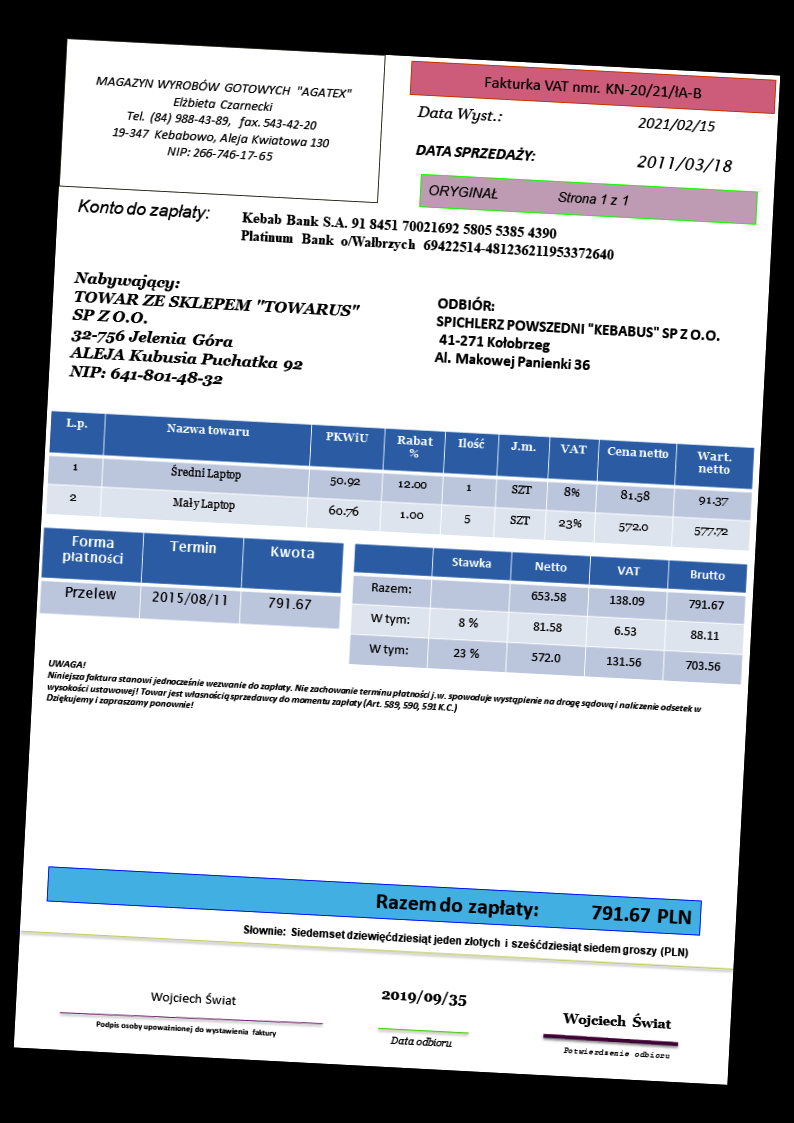 MAGAZYN WYROBÓW GOTOWYCH "AGATEX"
Elżbieta Czarnecki
Tel. (84) 988-43-89, fax. 543-42-20
19-347 Kebabowo, Aleja Kwiatowa 130
NIP: 266-746-17-65
Fakturka VAT nmr. KN-20/21/łA-B
Data Wyst.: 2021/02/15
DATA SPRZEDAŻY: 2011/03/18
ORYGINAŁ Strona 1 z 1
Konto do zapłaty: Kebab Bank S.A. 91 8451 70021692 5805 5385 4390
Platinum Bank o/Wałbrzych 69422514-481236211953372640
Nabywający:
TOWAR ZE SKLEPEM "TOWARUS"
SP Z O.O.
32-756 Jelenia Góra
ALEJA Kubusia Puchatka 92
NIP: 641-801-48-32
ODBIÓR:
SPICHLERZ POWSZEDNI "KEBABUS" SP Z O.O.
41-271 Kołobrzeg
Al. Makowej Panienki 36
L.p. Nazwa towaru PKWiU Rabat % Ilość J.m. VAT Cena netto Wart. netto
1 Średni Laptop 50.92 12.00 1 SZT 8% 81.58 91.37
2 Mały Laptop 60.76 1.00 5 SZT 23% 572.0 577.72
Forma płatności Termin Kwota
Przelew 2015/08/11 791.67
Stawka Netto VAT Brutto
Razem: 653.58 138.09 791.67
W tym: 8 % 81.58 6.53 88.11
W tym: 23 % 572.0 131.56 703.56
UWAGA!
Niniejsza faktura stanowi jednocześnie wezwanie do zapłaty. Nie zachowanie terminu płatności j.w. spowoduje wystąpienie na drogę sądową i naliczenie odsetek w
wysokości ustawowej! Towar jest własnością sprzedawcy do momentu zapłaty (Art. 589, 590, 591 K.C.)
Dziękujemy i zapraszamy ponownie!
Razem do zapłaty: 791.67 PLN
Słownie: Siedemset dziewięćdziesiąt jeden złotych i sześćdziesiąt siedem groszy (PLN)
Wojciech Świat
Podpis osoby upoważnionej do wystawienia faktury
2019/09/35
Data odbioru
Wojciech Świat
Potwierdzenie odbioru